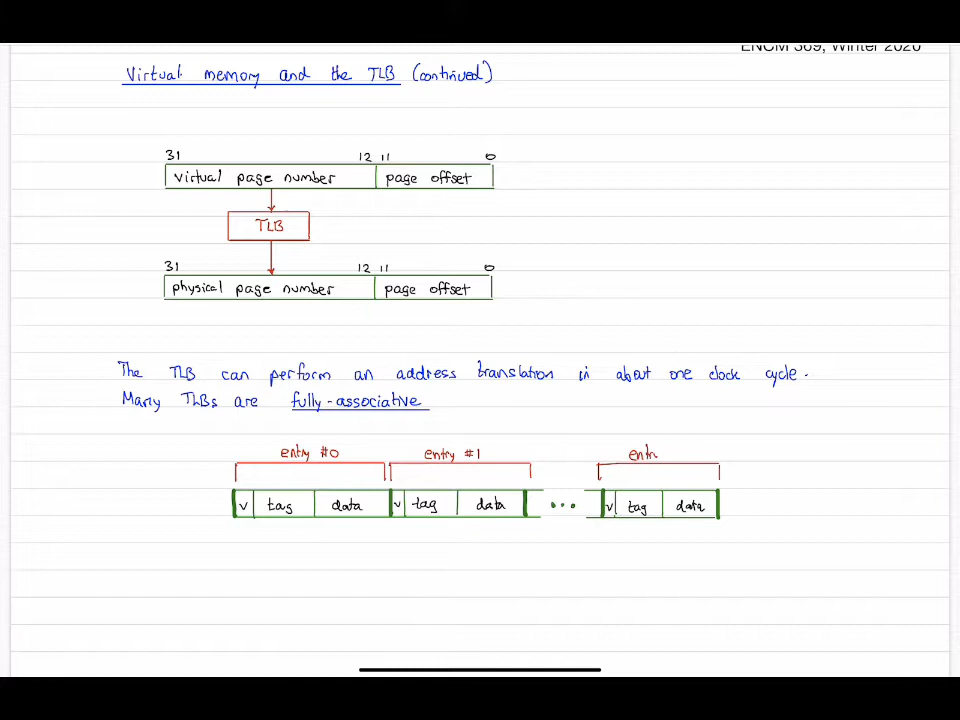 ENCM 369, Winter 2020
Virtual memory and the TLB (continued)
31 12 11 0
virtual page number page offset
TLB
31 12 11 0
physical page number page offset
The TLB can perform an address translation in about one clock cycle.
Many TLBs are fully-associative
entry #0 entry #1 entr
v tag data v tag data ... v tag data